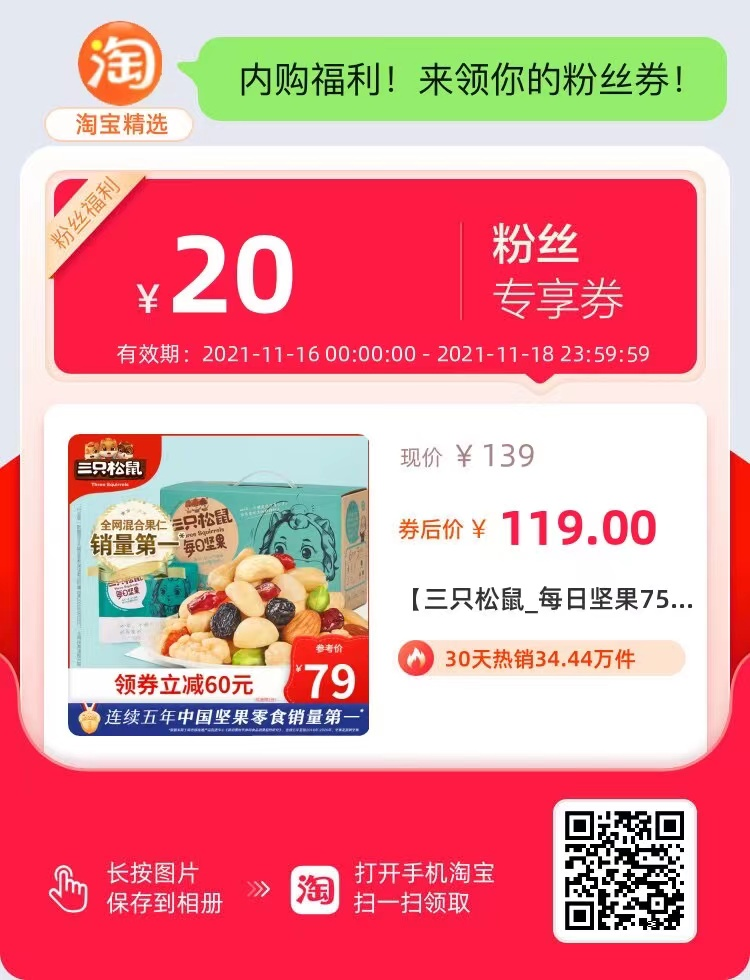 淘
内购福利！来领你的粉丝券！
淘宝精选
粉丝福利
¥20
粉丝
专享券
有效期：2021-11-16 00:00:00 - 2021-11-18 23:59:59
三只松鼠
Three Squirrels
全网混合果仁
销量第一
三只松鼠
每日坚果
每日坚果
参考价
¥79
领券立减60元
连续五年中国坚果零食销量第一
现价 ¥ 139
券后价 ¥ 119.00
【三只松鼠_每日坚果75...
30天热销34.44万件
长按图片
保存到相册
淘
打开手机淘宝
扫一扫领取